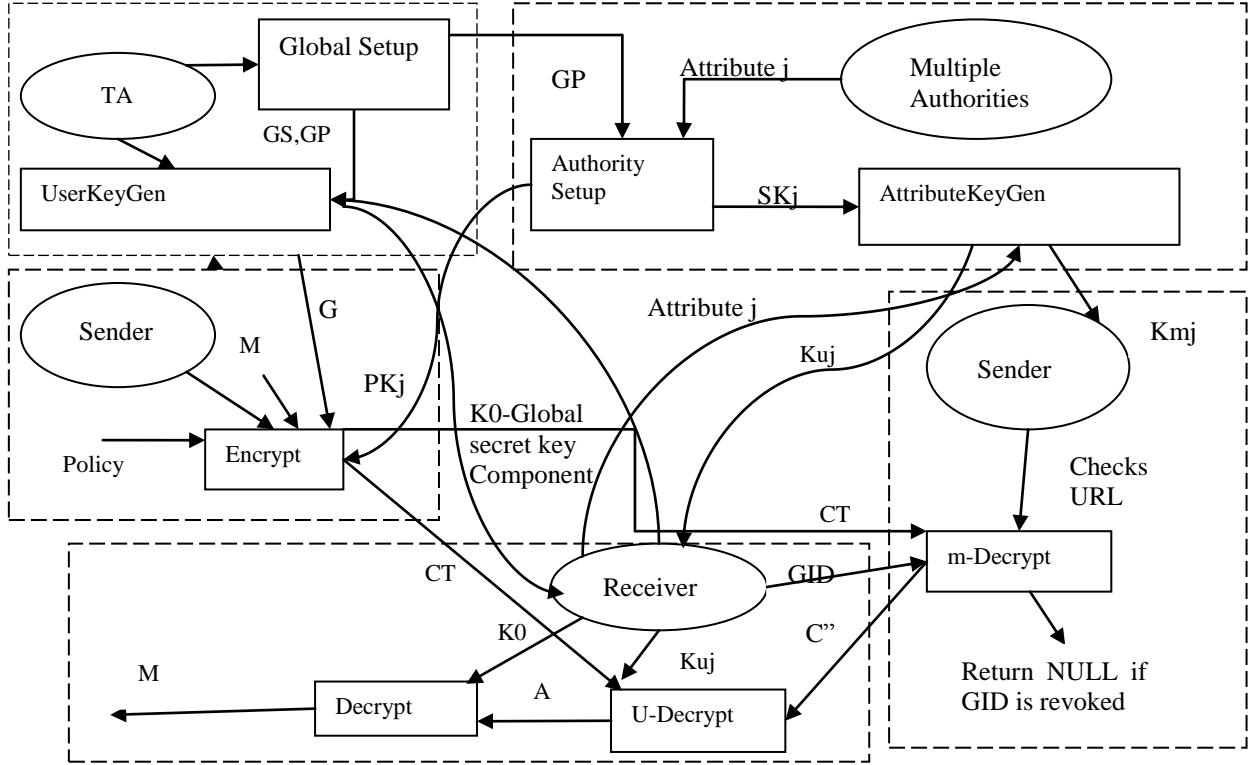 Global Setup
TA
GS,GP
UserKeyGen
GP
Attribute j
Multiple
Authorities
Authority
Setup
SKj
AttributeKeyGen
Sender
M
G
PKj
Policy
Encrypt
K0-Global
secret key
Component
Attribute j
Kuj
Kmj
Sender
Checks
URL
CT
m-Decrypt
CT
Receiver
GID
C”
K0
Kuj
M
A
Decrypt
U-Decrypt
Return NULL if
GID is revoked